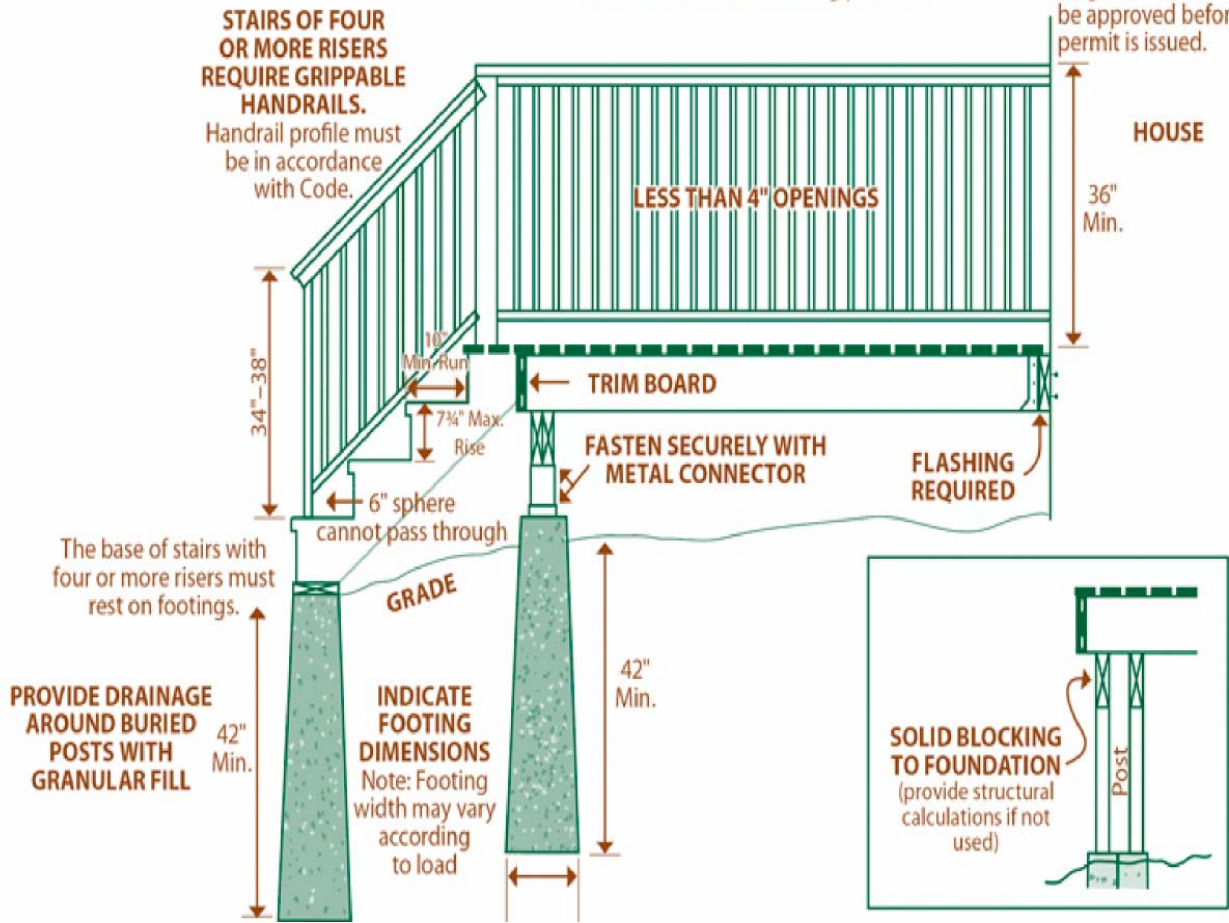 be approved before
permit is issued.
STAIRS OF FOUR
OR MORE RISERS
REQUIRE GRIPPABLE
HANDRAILS.
Handrail profile must
be in accordance
with Code.
HOUSE
LESS THAN 4" OPENINGS
36"
Min.
34"–38"
10"
Min. Run
TRIM BOARD
7¾" Max.
Rise
FASTEN SECURELY WITH
METAL CONNECTOR
FLASHING
REQUIRED
6" sphere
cannot pass through
The base of stairs with
four or more risers must
rest on footings.
GRADE
PROVIDE DRAINAGE
AROUND BURIED
POSTS WITH
GRANULAR FILL
42"
Min.
INDICATE
FOOTING
DIMENSIONS
Note: Footing
width may vary
according
to load
42"
Min.
SOLID BLOCKING
TO FOUNDATION
(provide structural
calculations if not
used)
Post